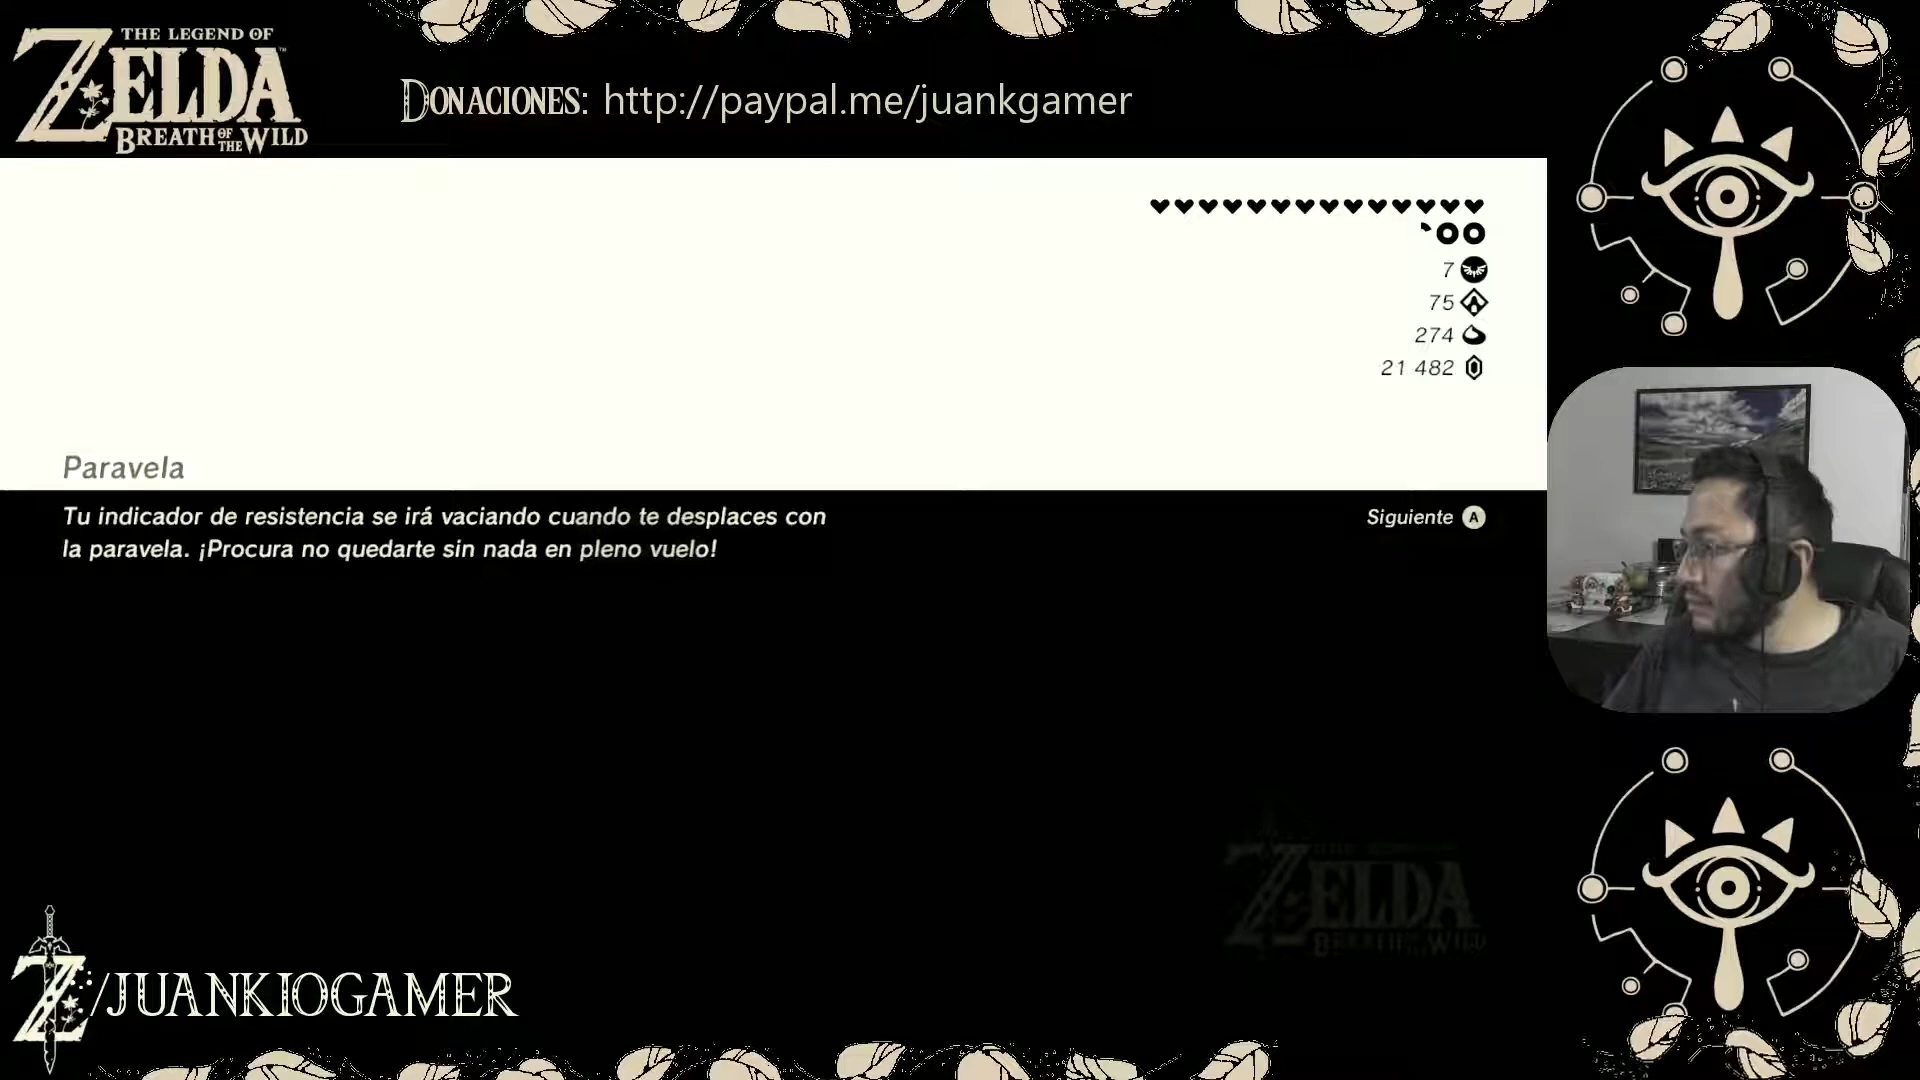 THE LEGEND OF
ZELDA
BREATH OF THE WILD
DONACIONES: http://paypal.me/juankgamer
7
75
274
21 482
Paravela
Tu indicador de resistencia se irá vaciando cuando te desplaces con
la paravela. ¡Procura no quedarte sin nada en pleno vuelo!
Siguiente A
ZELDA
BREATH OF THE WILD
Z/JUANKIOGAMER